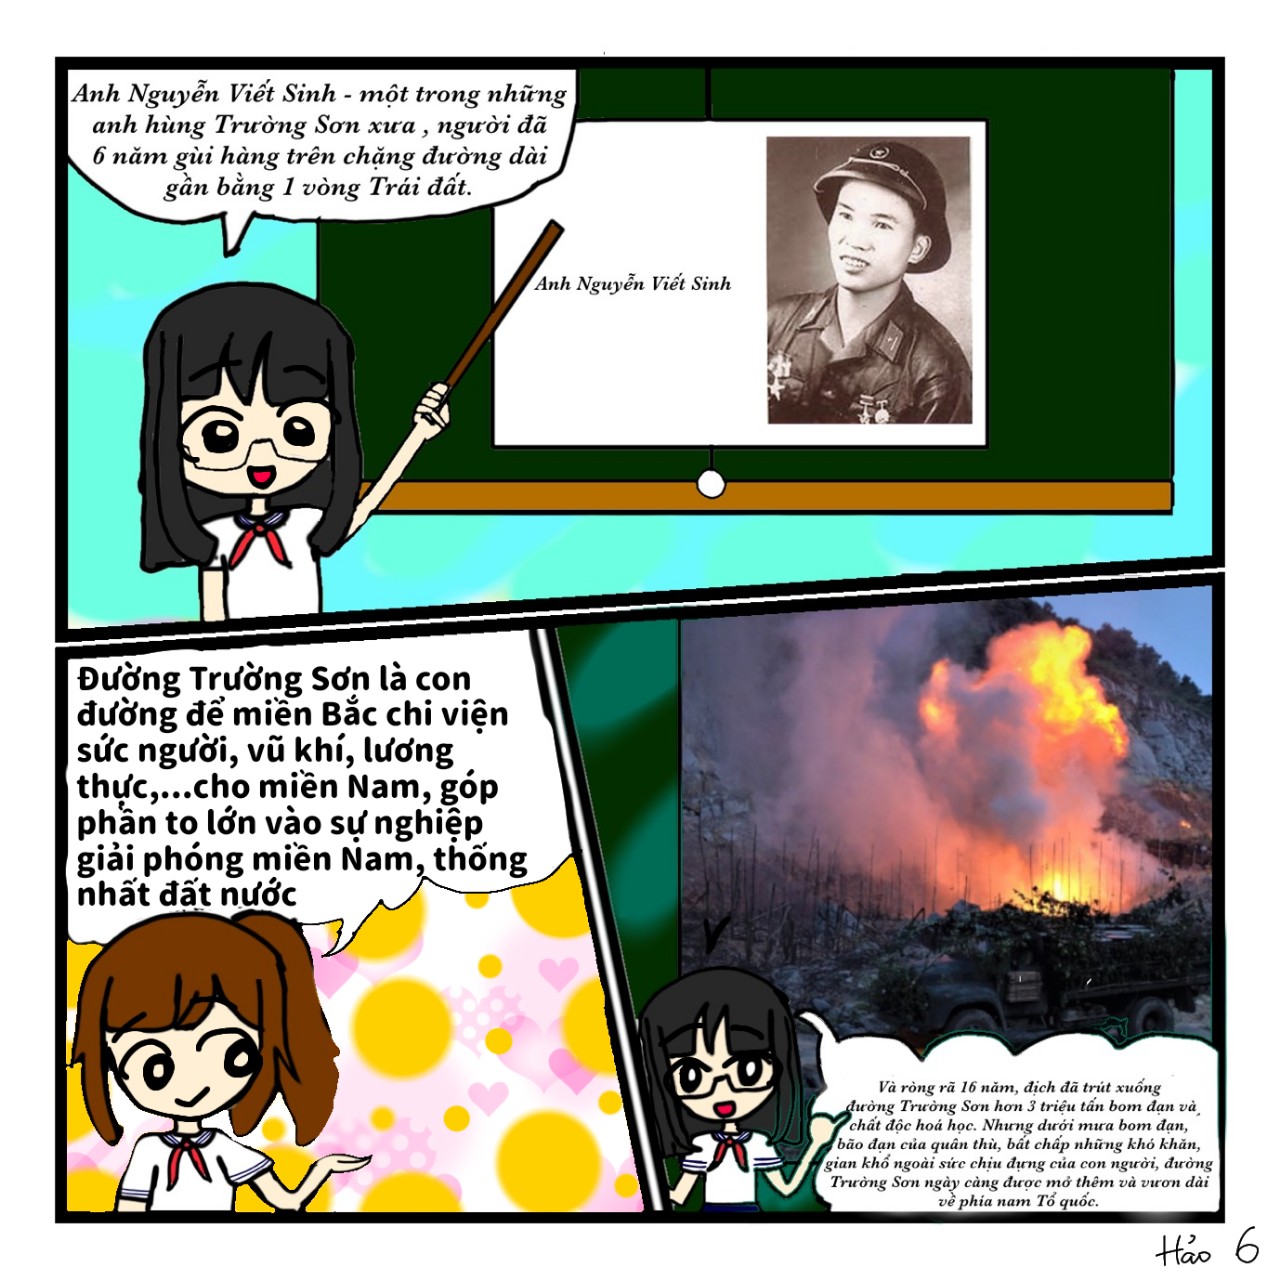 Anh Nguyễn Viết Sinh - một trong những
anh hùng Trường Sơn xưa , người đã
6 năm gùi hàng trên chặng đường dài
gần bằng 1 vòng Trái đất.
Anh Nguyễn Viết Sinh
Đường Trường Sơn là con
đường để miền Bắc chi viện
sức người, vũ khí, lương
thực,...cho miền Nam, góp
phần to lớn vào sự nghiệp
giải phóng miền Nam, thống
nhất đất nước
Và ròng rã 16 năm, địch đã trút xuống
đường Trường Sơn hơn 3 triệu tấn bom đạn và
chất độc hoá học. Nhưng dưới mưa bom đạn,
bão đạn của quân thù, bất chấp những khó khăn,
gian khổ ngoài sức chịu đựng của con người, đường
Trường Sơn ngày càng được mở thêm và vươn dài
về phía nam Tổ quốc.
Hảo 6